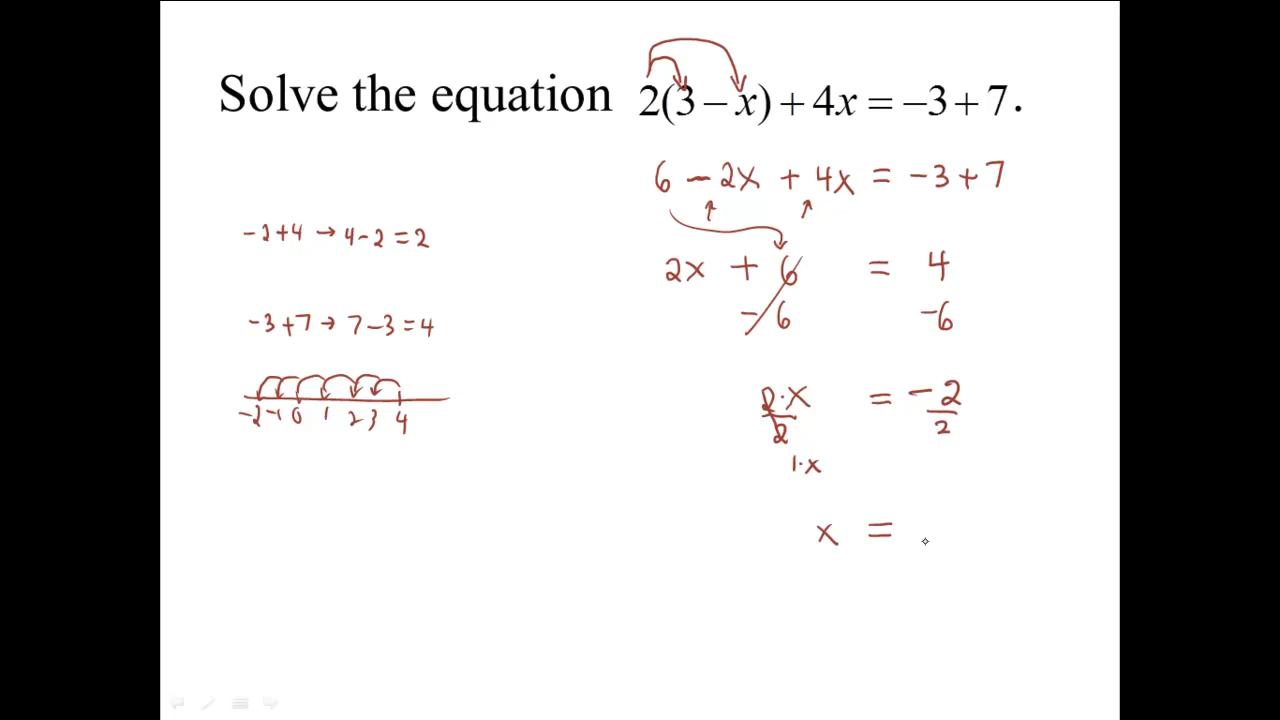 Solve the equation 2(3 − x) + 4x = −3 + 7.
6 − 2x + 4x = −3 + 7
−2+4 → 4−2 = 2
2x + 6 = 4
−6 −6
−3+7 → 7−3 = 4
−2 −1 0 1 2 3 4
2·x = −2
2 2
1·x
x =